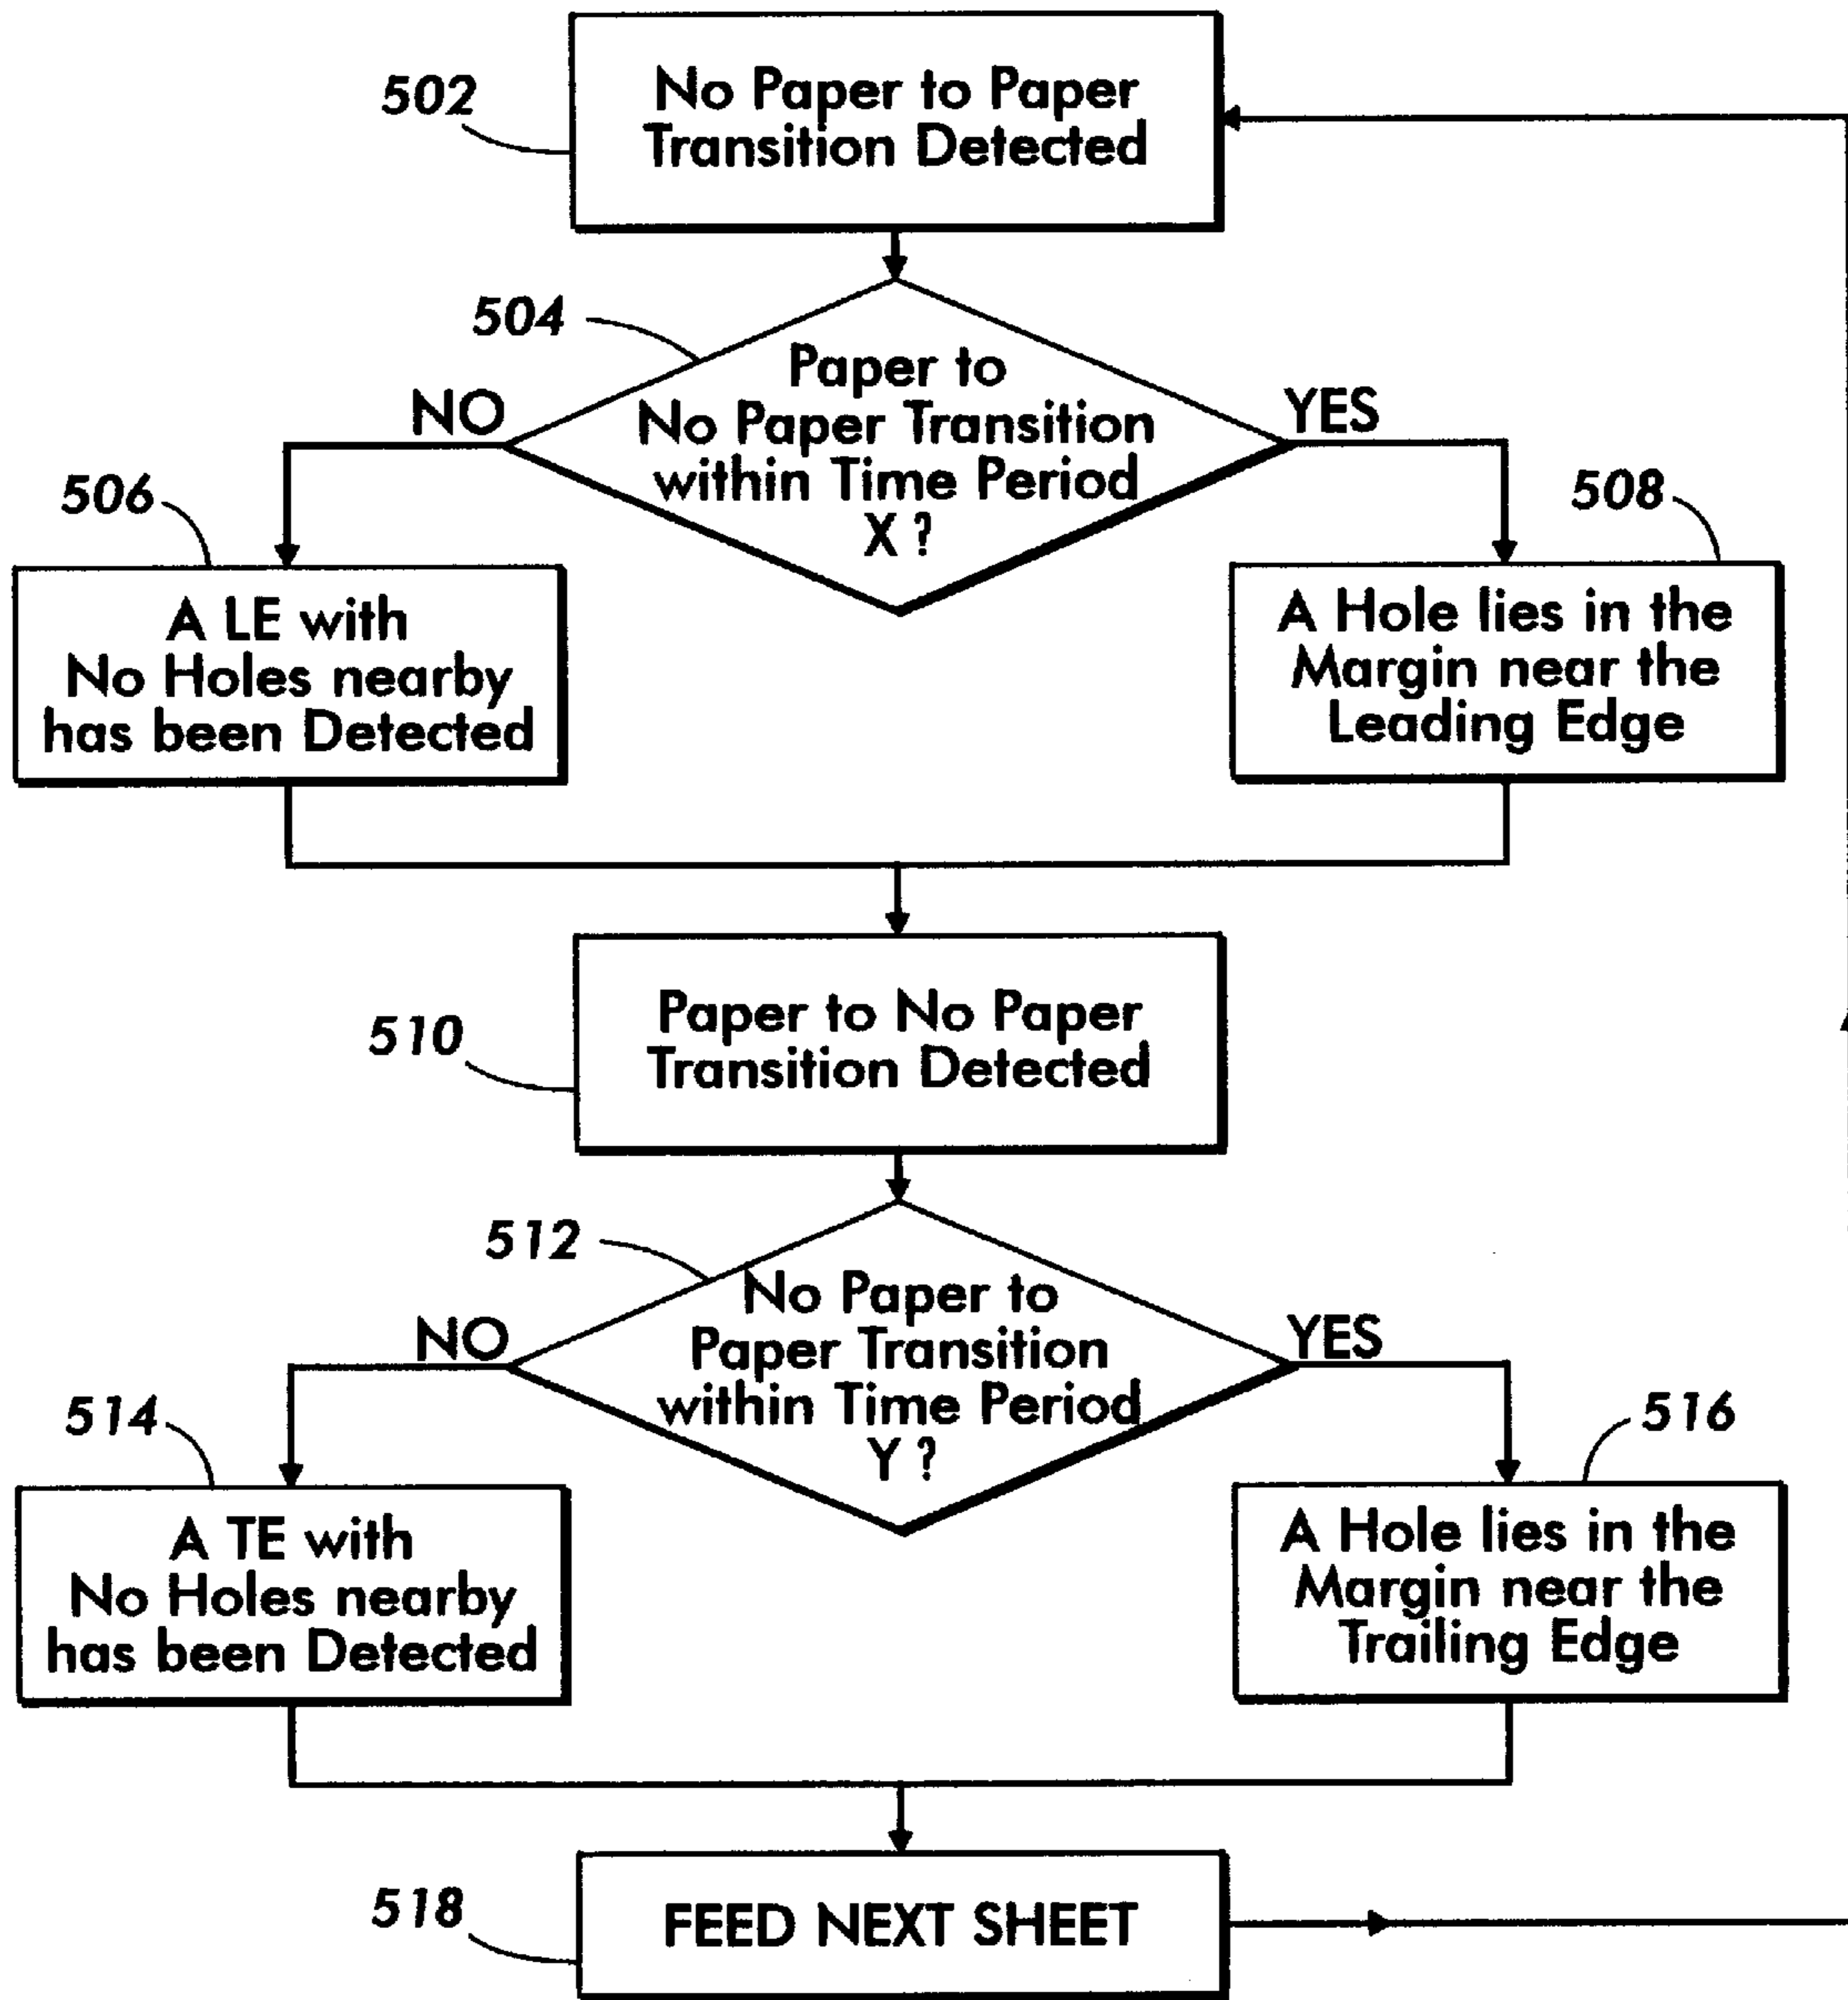 502
No Paper to Paper
Transition Detected
504
Paper to
No Paper Transition
within Time Period
X ?
NO
YES
506
A LE with
No Holes nearby
has been Detected
508
A Hole lies in the
Margin near the
Leading Edge
510
Paper to No Paper
Transition Detected
512
No Paper to
Paper Transition
within Time Period
Y ?
NO
YES
514
A TE with
No Holes nearby
has been Detected
516
A Hole lies in the
Margin near the
Trailing Edge
518
FEED NEXT SHEET